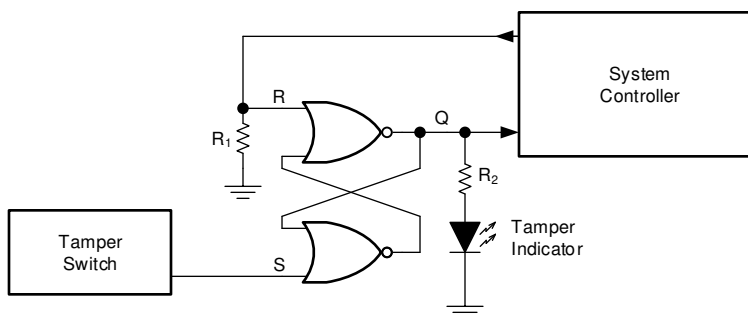 System
Controller
R
Q
R₁
R₂
Tamper
Switch
S
Tamper
Indicator